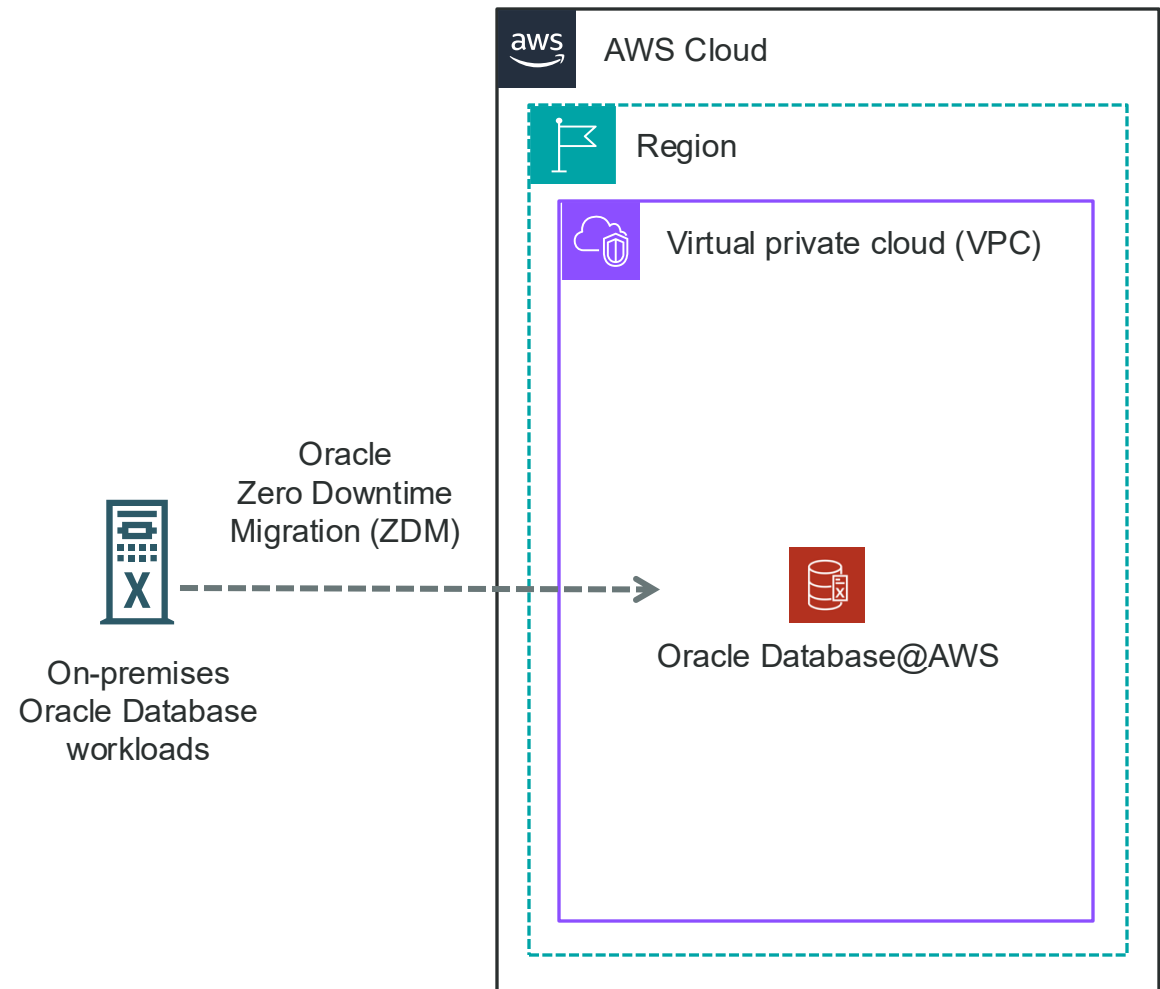 aws
AWS Cloud
Region
Virtual private cloud (VPC)
Oracle
Zero Downtime
Migration (ZDM)
X
X
Oracle Database@AWS
On-premises
Oracle Database
workloads